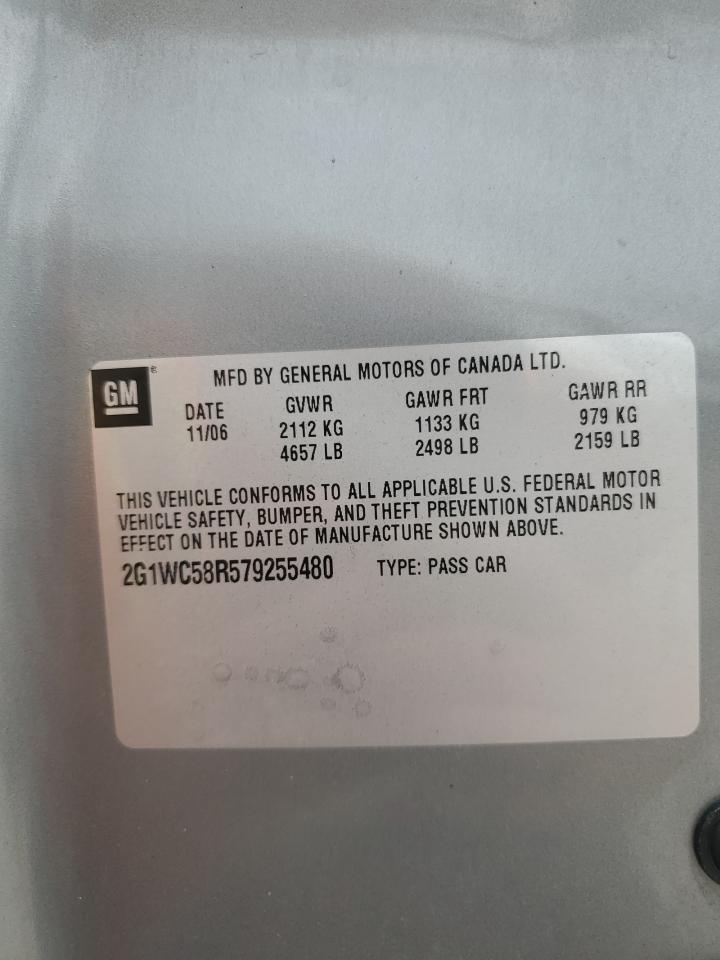 GM
MFD BY GENERAL MOTORS OF CANADA LTD.
DATE GVWR GAWR FRT GAWR RR
11/06 2112 KG 1133 KG 979 KG
4657 LB 2498 LB 2159 LB
THIS VEHICLE CONFORMS TO ALL APPLICABLE U.S. FEDERAL MOTOR
VEHICLE SAFETY, BUMPER, AND THEFT PREVENTION STANDARDS IN
EFFECT ON THE DATE OF MANUFACTURE SHOWN ABOVE.
2G1WC58R579255480 TYPE: PASS CAR